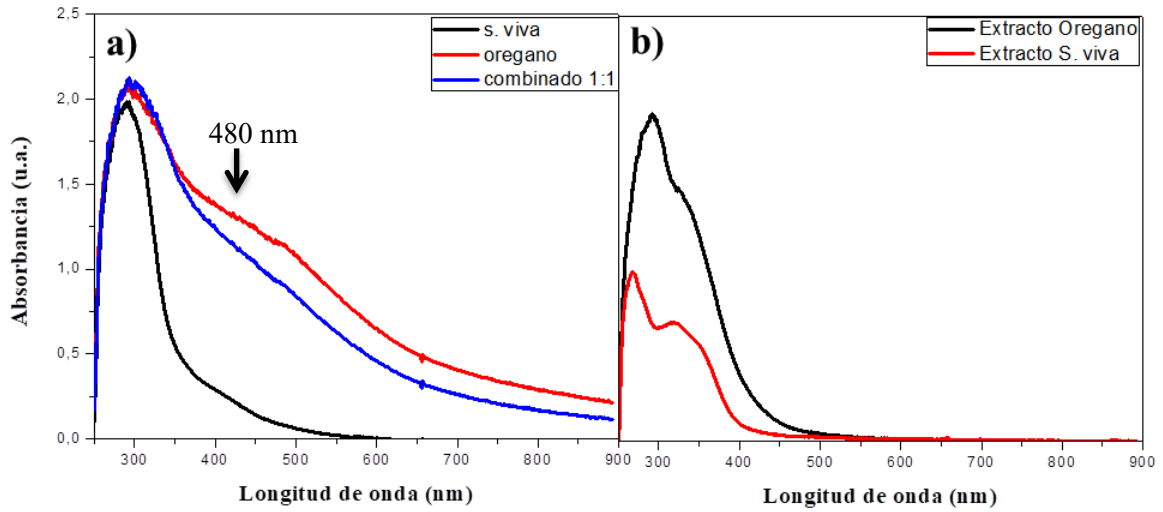 a)
s. viva
oregano
combinado 1:1
480 nm
2,5
2,0
1,5
1,0
0,5
0,0
Absorbancia (u.a.)
300 400 500 600 700 800 900
Longitud de onda (nm)
b)
Extracto Oregano
Extracto S. viva
300 400 500 600 700 800 900
Longitud de onda (nm)